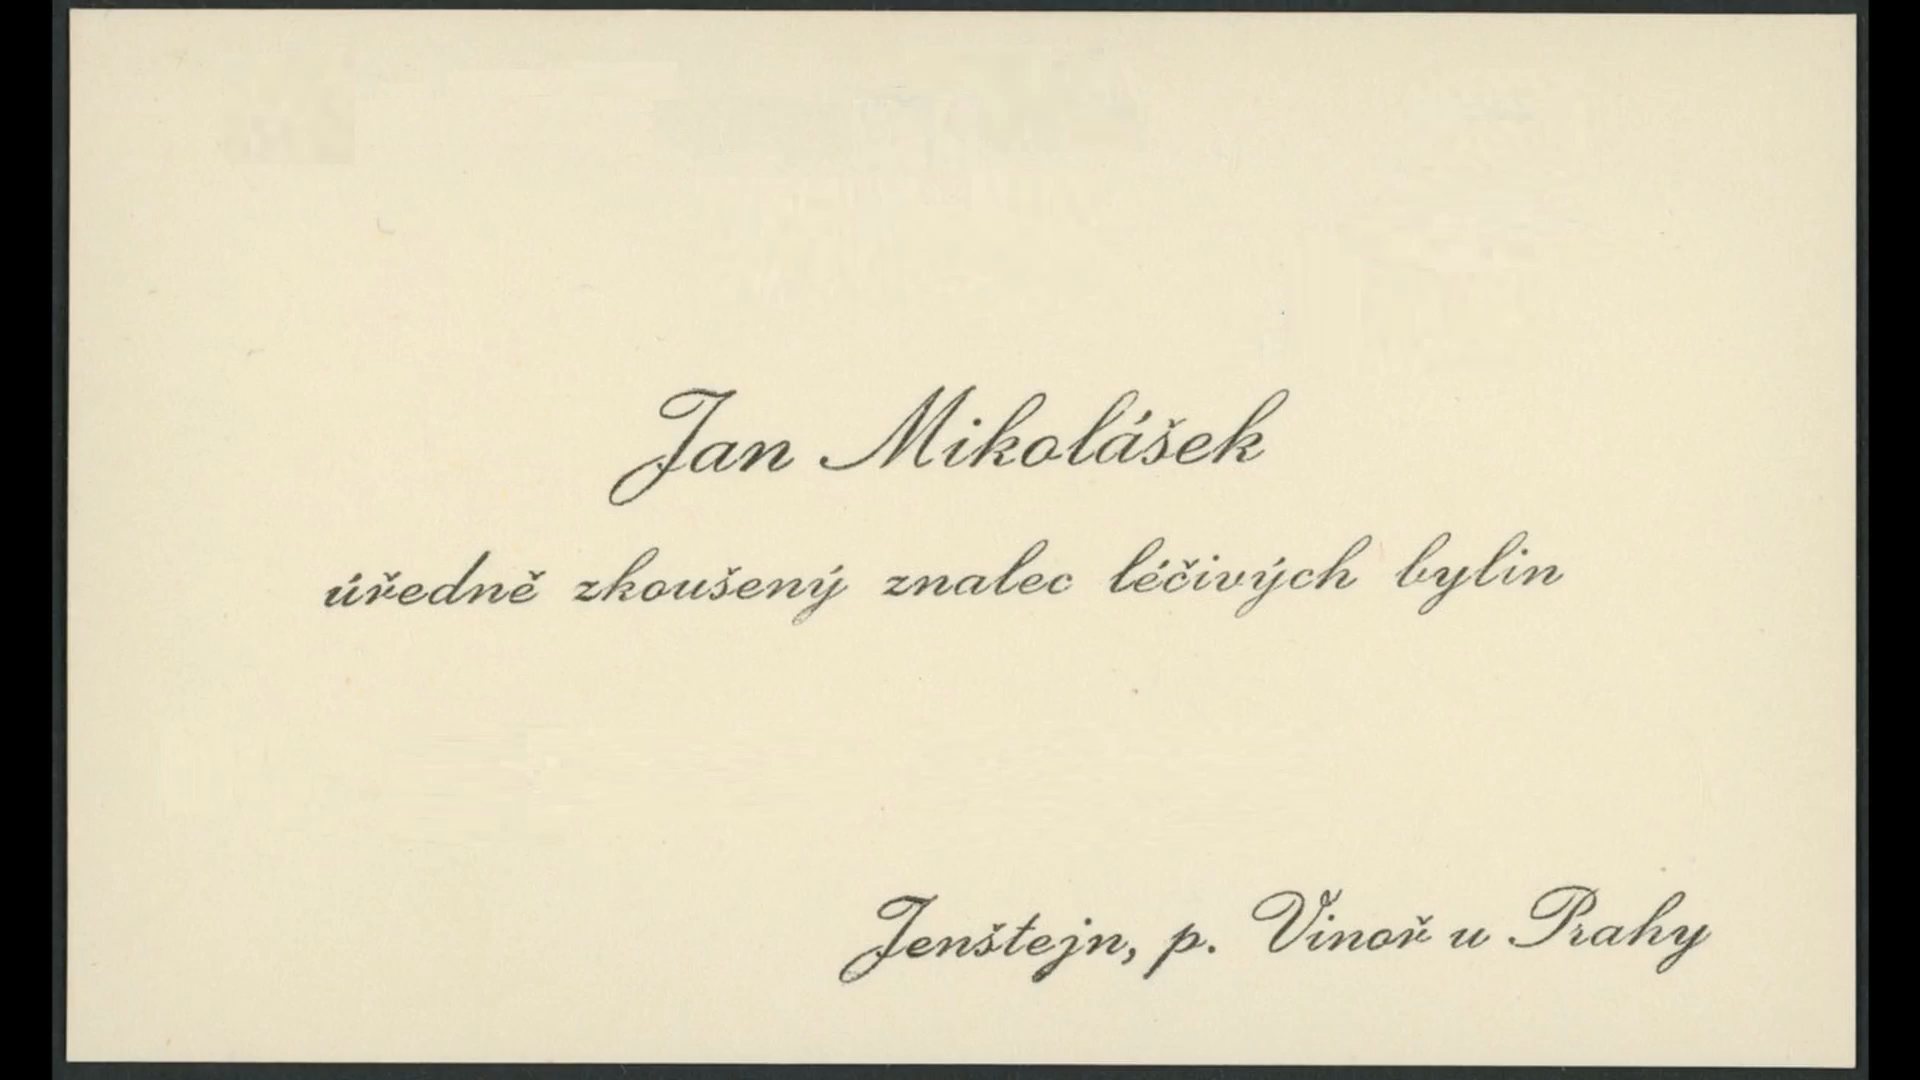 Jan Mikolášek
úředně zkoušený znalec léčivých bylin
Jenštejn, p. Vinoř u Prahy